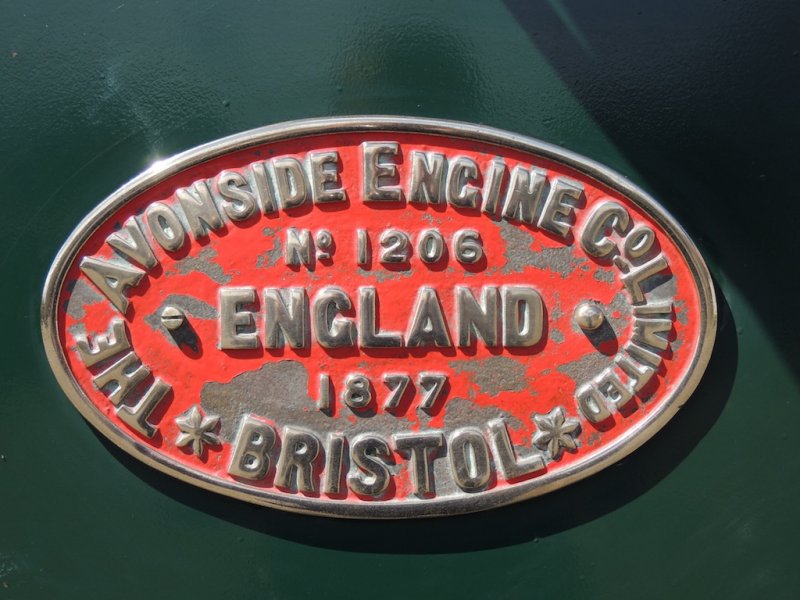 THE AVONSIDE ENGINE Co. LIMITED
No 1206
ENGLAND
1877
BRISTOL